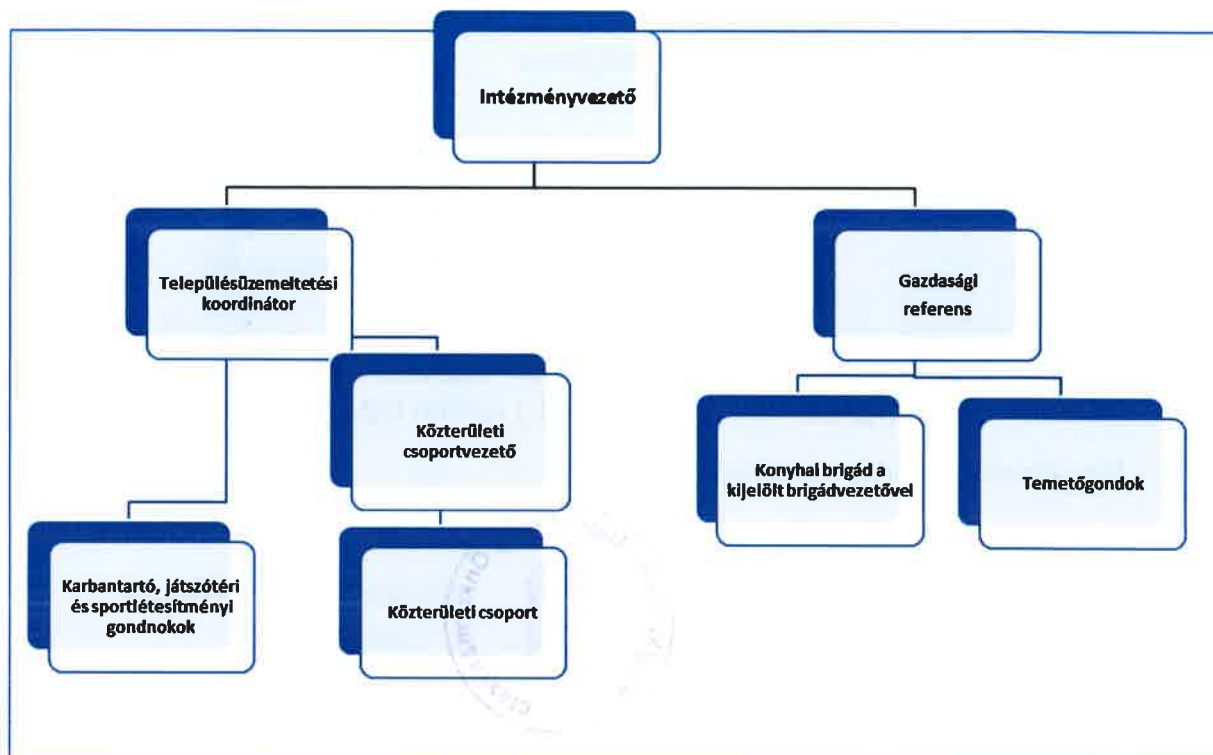 Intézményvezető
Településüzemeltetési
koordinátor
Gazdasági
referens
Közterületi
csoportvezető
Konyhai brigád a
kijelölt brigádvezetővel
Temetőgondok
Karbantartó, játszótéri
és sportlétesítményi
gondnokok
Közterületi csoport